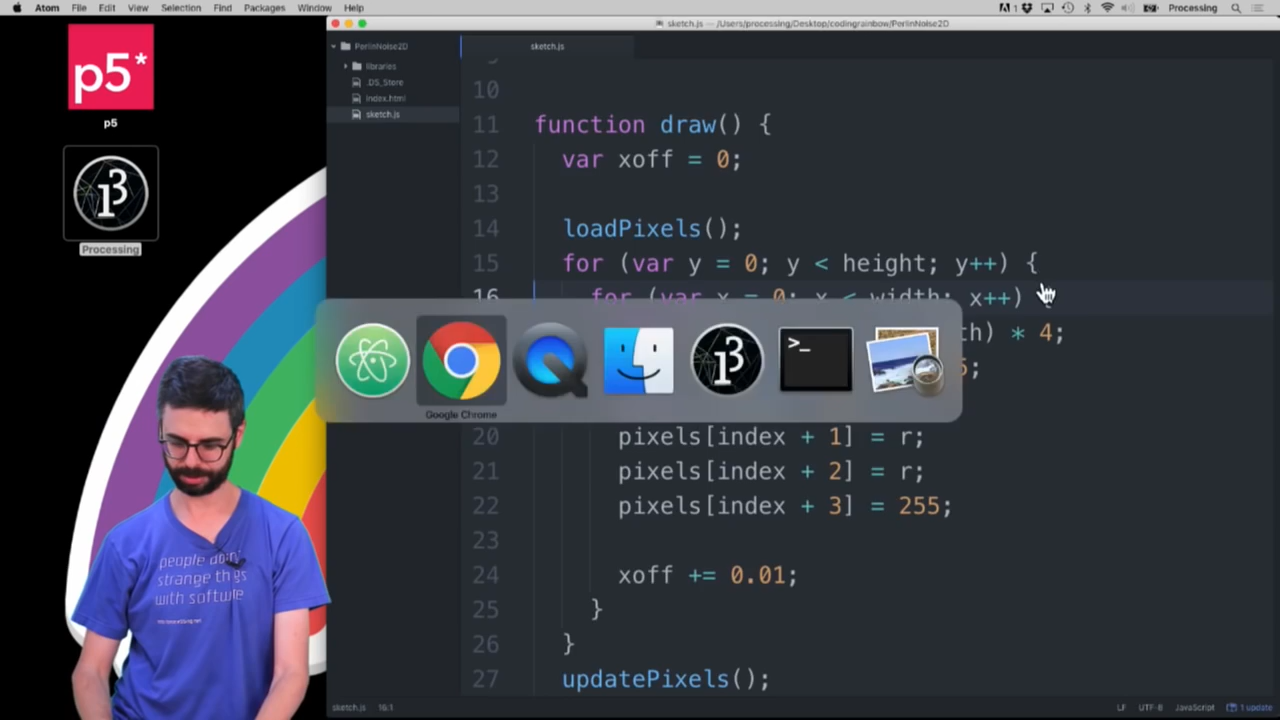 Atom File Edit View Selection Find Packages Window Help
1 Processing
sketch.js — /Users/processing/Desktop/codingrainbow/PerlinNoise2D
PerlinNoise2D
sketch.js
libraries
.DS_Store
index.html
sketch.js
p5*
p5
Processing
10
11 function draw() {
12 var xoff = 0;
13
14 loadPixels();
15 for (var y = 0; y < height; y++) {
16 for (var x = 0; x < width; x++)
th) * 4;
;
Google Chrome
20 pixels[index + 1] = r;
21 pixels[index + 2] = r;
22 pixels[index + 3] = 255;
23
24 xoff += 0.01;
25 }
26 }
27 updatePixels();
people doing
strange things
with software
sketch.js 16:1 LF UTF-8 JavaScript 1 update